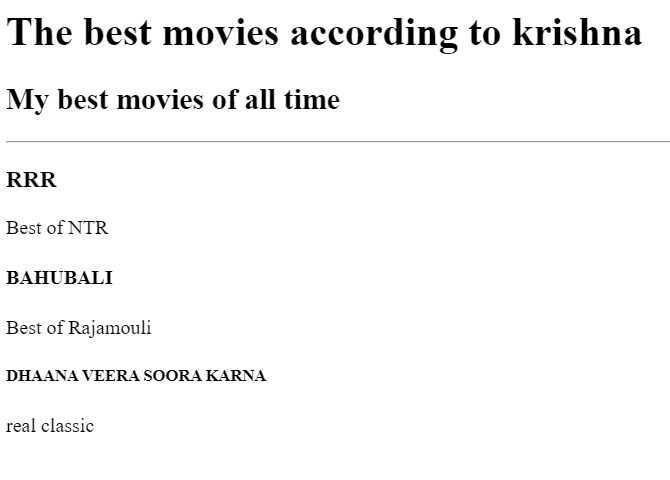 The best movies according to krishna
My best movies of all time
RRR
Best of NTR
BAHUBALI
Best of Rajamouli
DHAANA VEERA SOORA KARNA
real classic